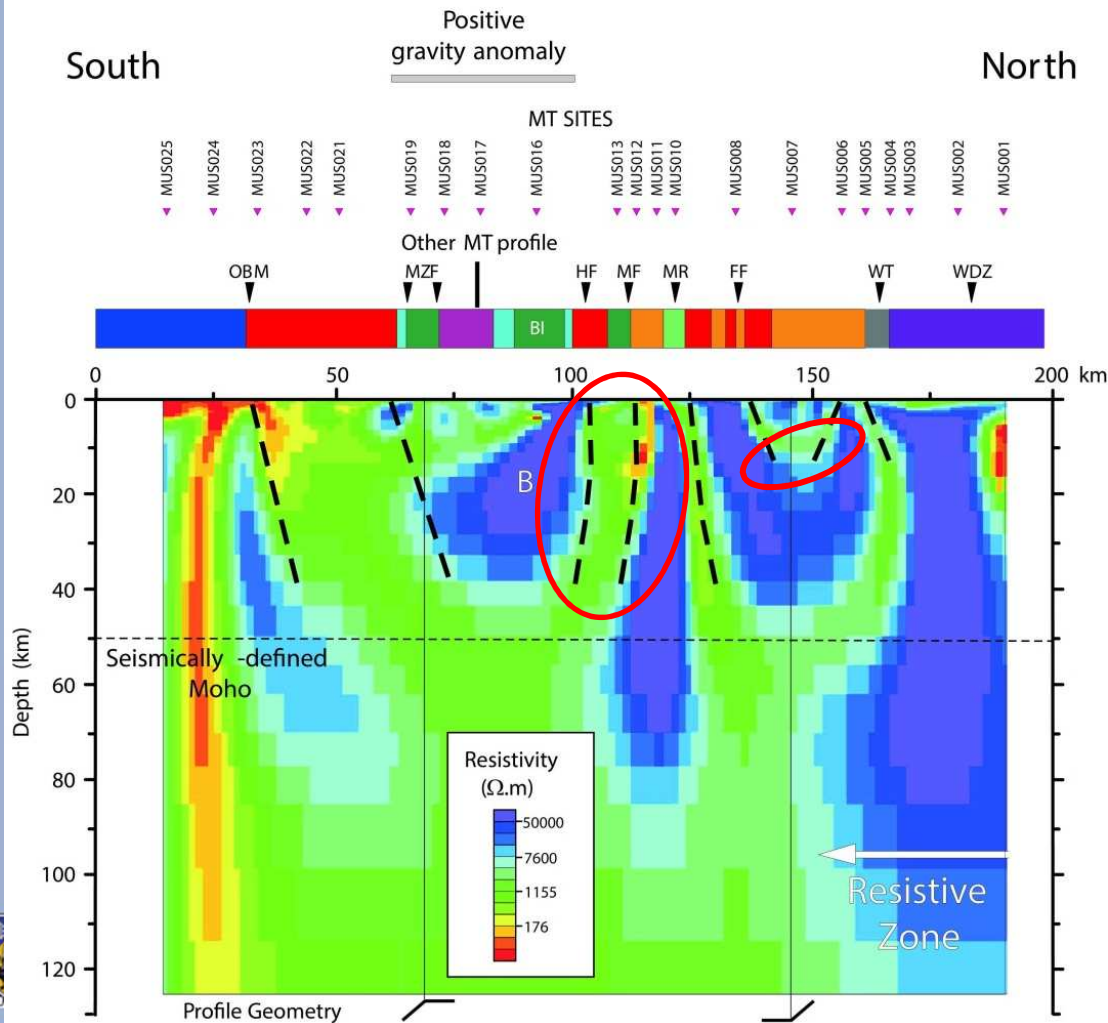 Positive
gravity anomaly
South
North
MT SITES
MUS025
MUS024
MUS023
MUS022
MUS021
MUS019
MUS018
MUS017
MUS016
MUS013
MUS012
MUS011
MUS010
MUS008
MUS007
MUS006
MUS005
MUS004
MUS003
MUS002
MUS001
Other MT profile
OBM MZF HF MF MR FF WT WDZ
BI
0 50 100 150 200 km
0
20
40
60
80
100
120
Depth (km)
B
Seismically -defined
Moho
Resistivity
(Ω.m)
50000
7600
1155
176
Resistive
Zone
Profile Geometry